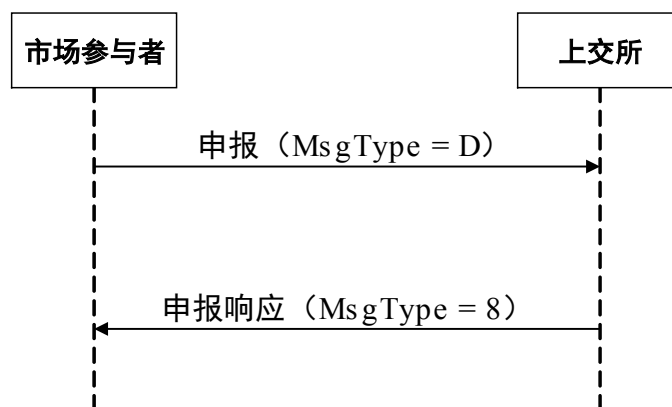 市场参与者
上交所
申报（MsgType = D）
申报响应（MsgType = 8）